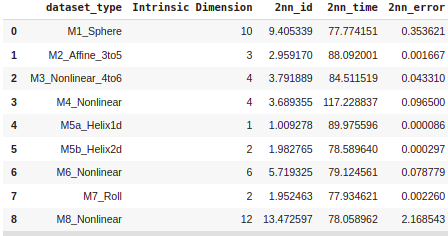 dataset_type Intrinsic Dimension 2nn_id 2nn_time 2nn_error
0 M1_Sphere 10 9.405339 77.774151 0.353621
1 M2_Affine_3to5 3 2.959170 88.092001 0.001667
2 M3_Nonlinear_4to6 4 3.791889 84.511519 0.043310
3 M4_Nonlinear 4 3.689355 117.228837 0.096500
4 M5a_Helix1d 1 1.009278 89.975596 0.000086
5 M5b_Helix2d 2 1.982765 78.589640 0.000297
6 M6_Nonlinear 6 5.719325 79.124561 0.078779
7 M7_Roll 2 1.952463 77.934621 0.002260
8 M8_Nonlinear 12 13.472597 78.058962 2.168543